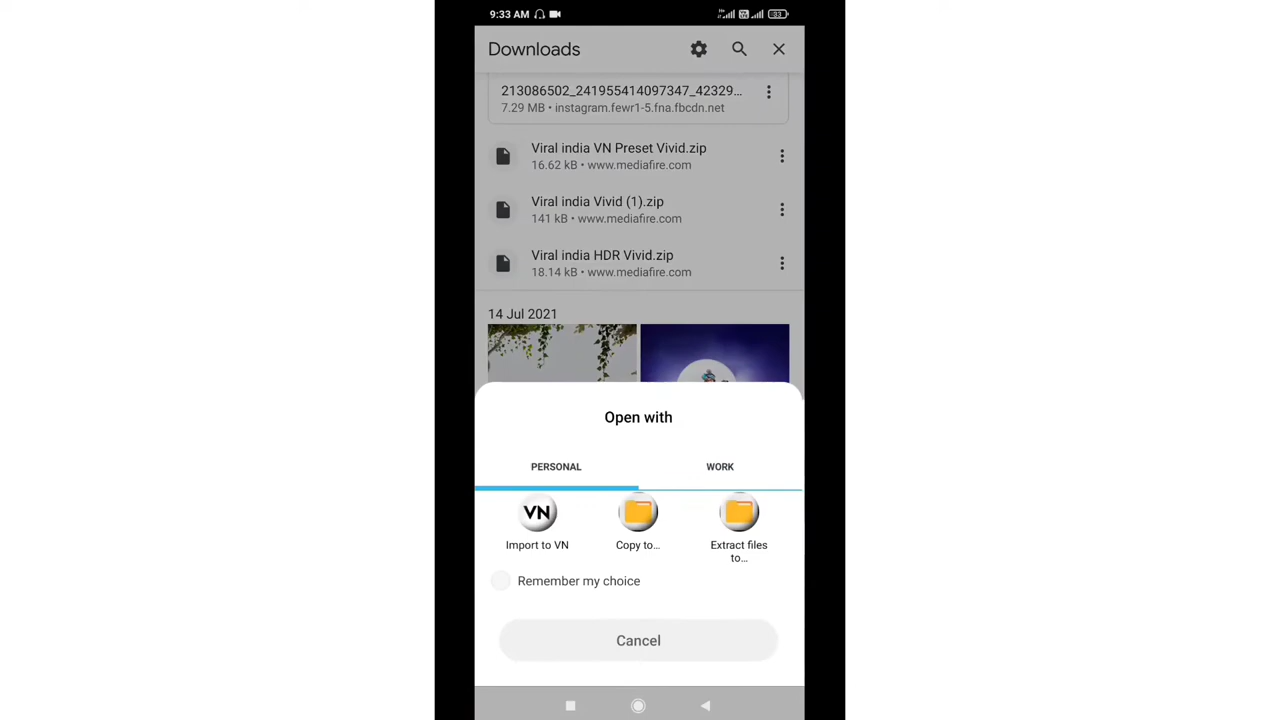 9:33 AM
33
Downloads
213086502_241955414097347_42329...
7.29 MB • instagram.fewr1-5.fna.fbcdn.net
Viral india VN Preset Vivid.zip
16.62 kB • www.mediafire.com
Viral india Vivid (1).zip
141 kB • www.mediafire.com
Viral india HDR Vivid.zip
18.14 kB • www.mediafire.com
14 Jul 2021
Open with
PERSONAL WORK
VN
Import to VN
Copy to...
Extract files
to...
Remember my choice
Cancel